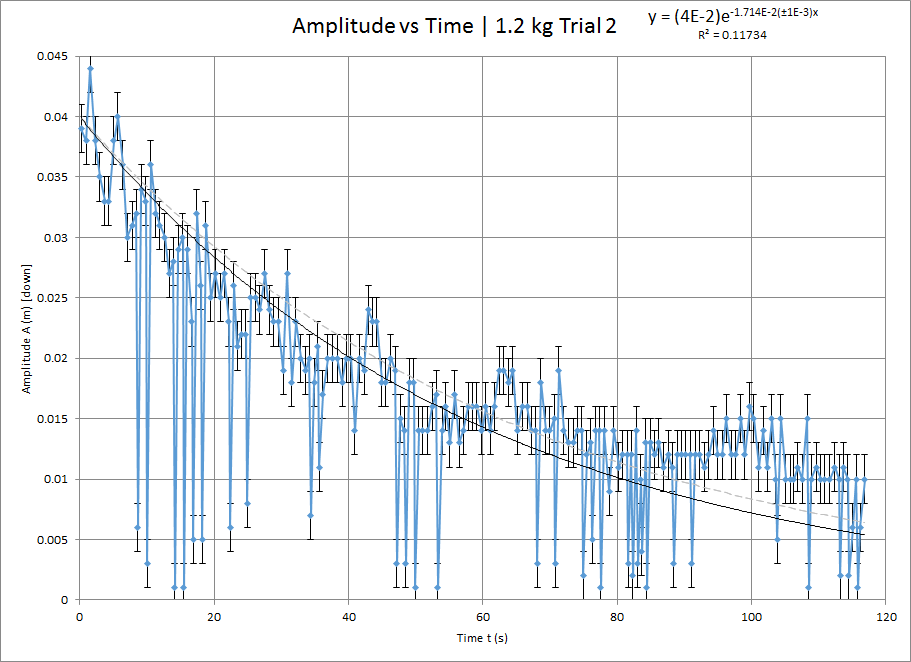 Amplitude vs Time | 1.2 kg Trial 2
y = (4E-2)e^-1.714E-2(±1E-3)x
R² = 0.11734
0.045
0.04
0.035
0.03
0.025
0.02
0.015
0.01
0.005
0
Amplitude A (m) [down]
0 20 40 60 80 100 120
Time t (s)